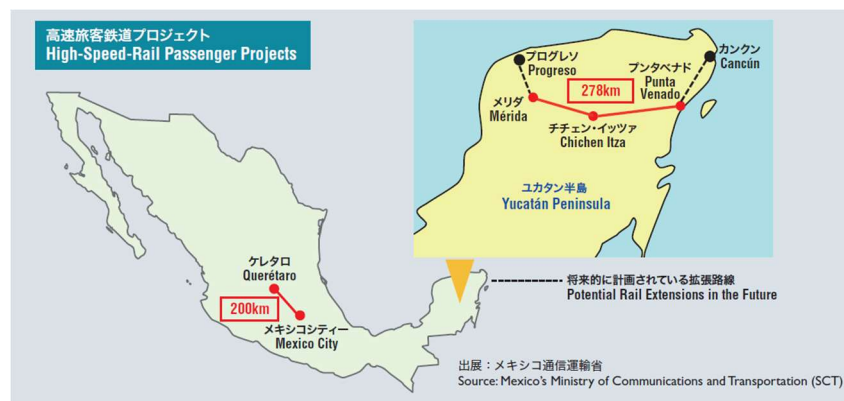 高速旅客鉄道プロジェクト
High-Speed-Rail Passenger Projects
プログレソ
Progreso
カンクン
Cancún
プンタベナド
Punta
Venado
278km
メリダ
Mérida
チチェン・イッツァ
Chichen Itza
ユカタン半島
Yucatán Peninsula
ケレタロ
Querétaro
200km
メキシコシティー
Mexico City
将来的に計画されている拡張路線
Potential Rail Extensions in the Future
出展：メキシコ通信運輸省
Source: Mexico's Ministry of Communications and Transportation (SCT)